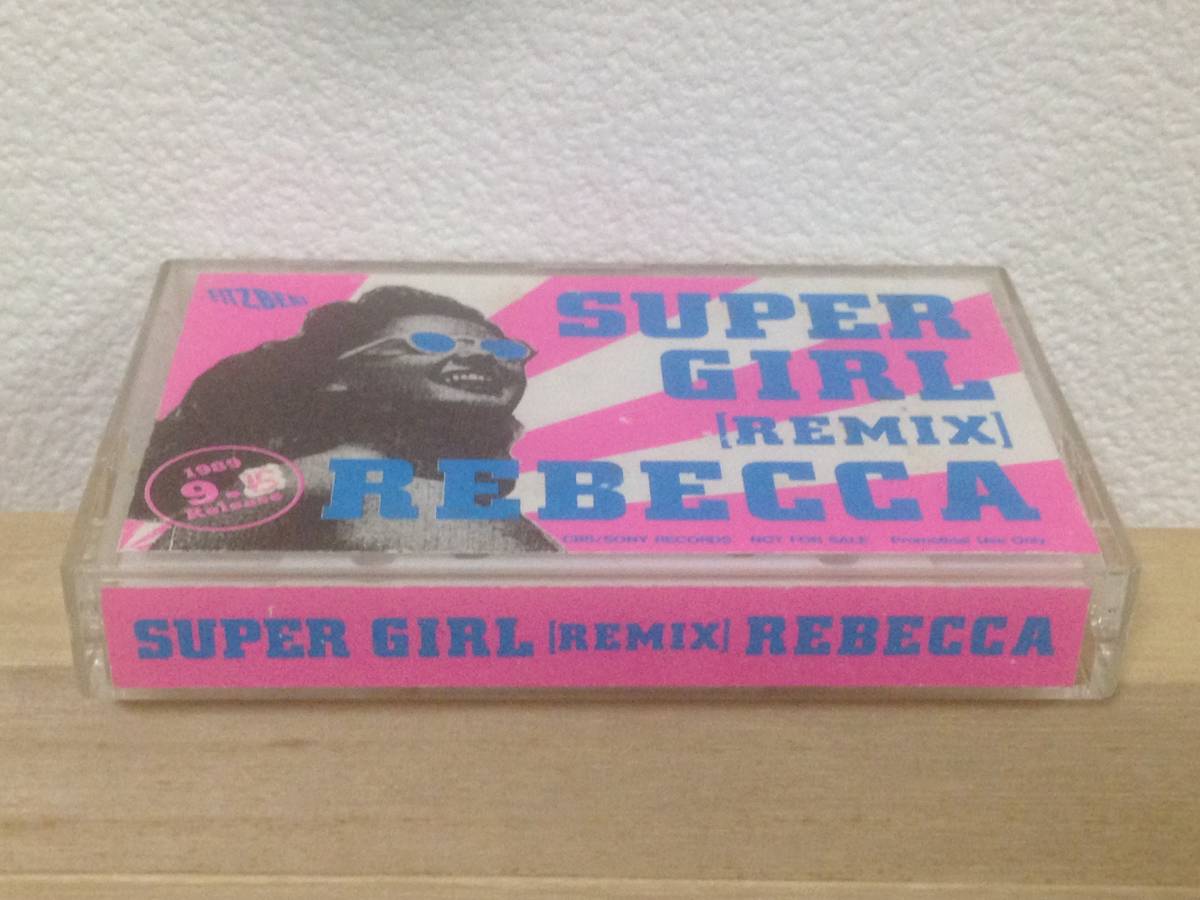 FITZBEAT
SUPER
GIRL
[REMIX]
REBECCA
1989
9.
Release
CBS/SONY RECORDS NOT FOR SALE Promotional Use Only
SUPER GIRL [REMIX] REBECCA